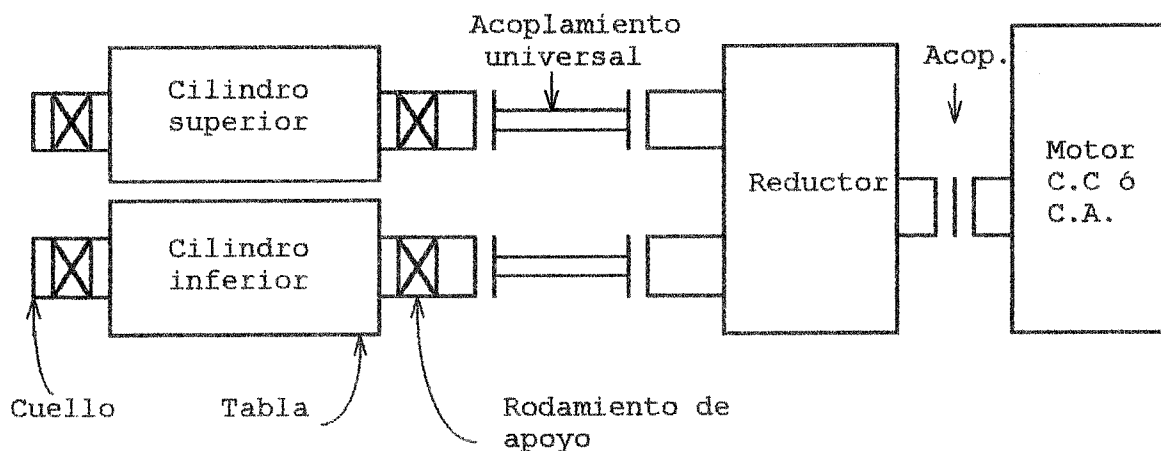 Acoplamiento
universal
Acop.
Cilindro
superior
Motor
C.C ó
C.A.
Reductor
Cilindro
inferior
Cuello
Tabla
Rodamiento de
apoyo